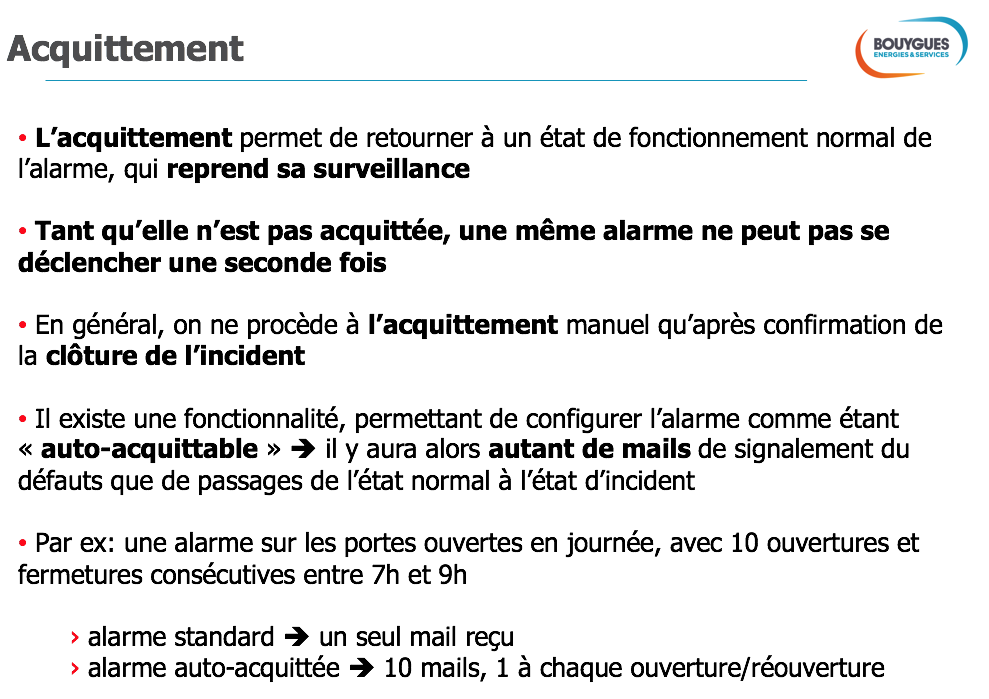 Acquittement
BOUYGUES
ENERGIES & SERVICES
• L’acquittement permet de retourner à un état de fonctionnement normal de
l’alarme, qui reprend sa surveillance
• Tant qu’elle n’est pas acquittée, une même alarme ne peut pas se
déclencher une seconde fois
• En général, on ne procède à l’acquittement manuel qu’après confirmation de
la clôture de l’incident
• Il existe une fonctionnalité, permettant de configurer l’alarme comme étant
« auto-acquittable » ➔ il y aura alors autant de mails de signalement du
défauts que de passages de l’état normal à l’état d’incident
• Par ex: une alarme sur les portes ouvertes en journée, avec 10 ouvertures et
fermetures consécutives entre 7h et 9h
› alarme standard ➔ un seul mail reçu
› alarme auto-acquittée ➔ 10 mails, 1 à chaque ouverture/réouverture